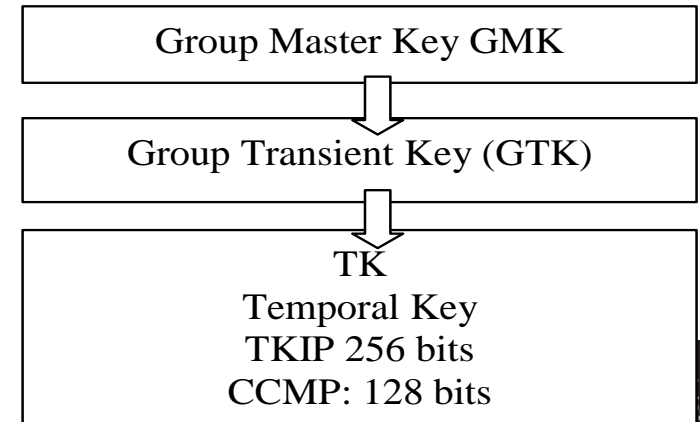 Group Master Key GMK
Group Transient Key (GTK)
TK
Temporal Key
TKIP 256 bits
CCMP: 128 bits